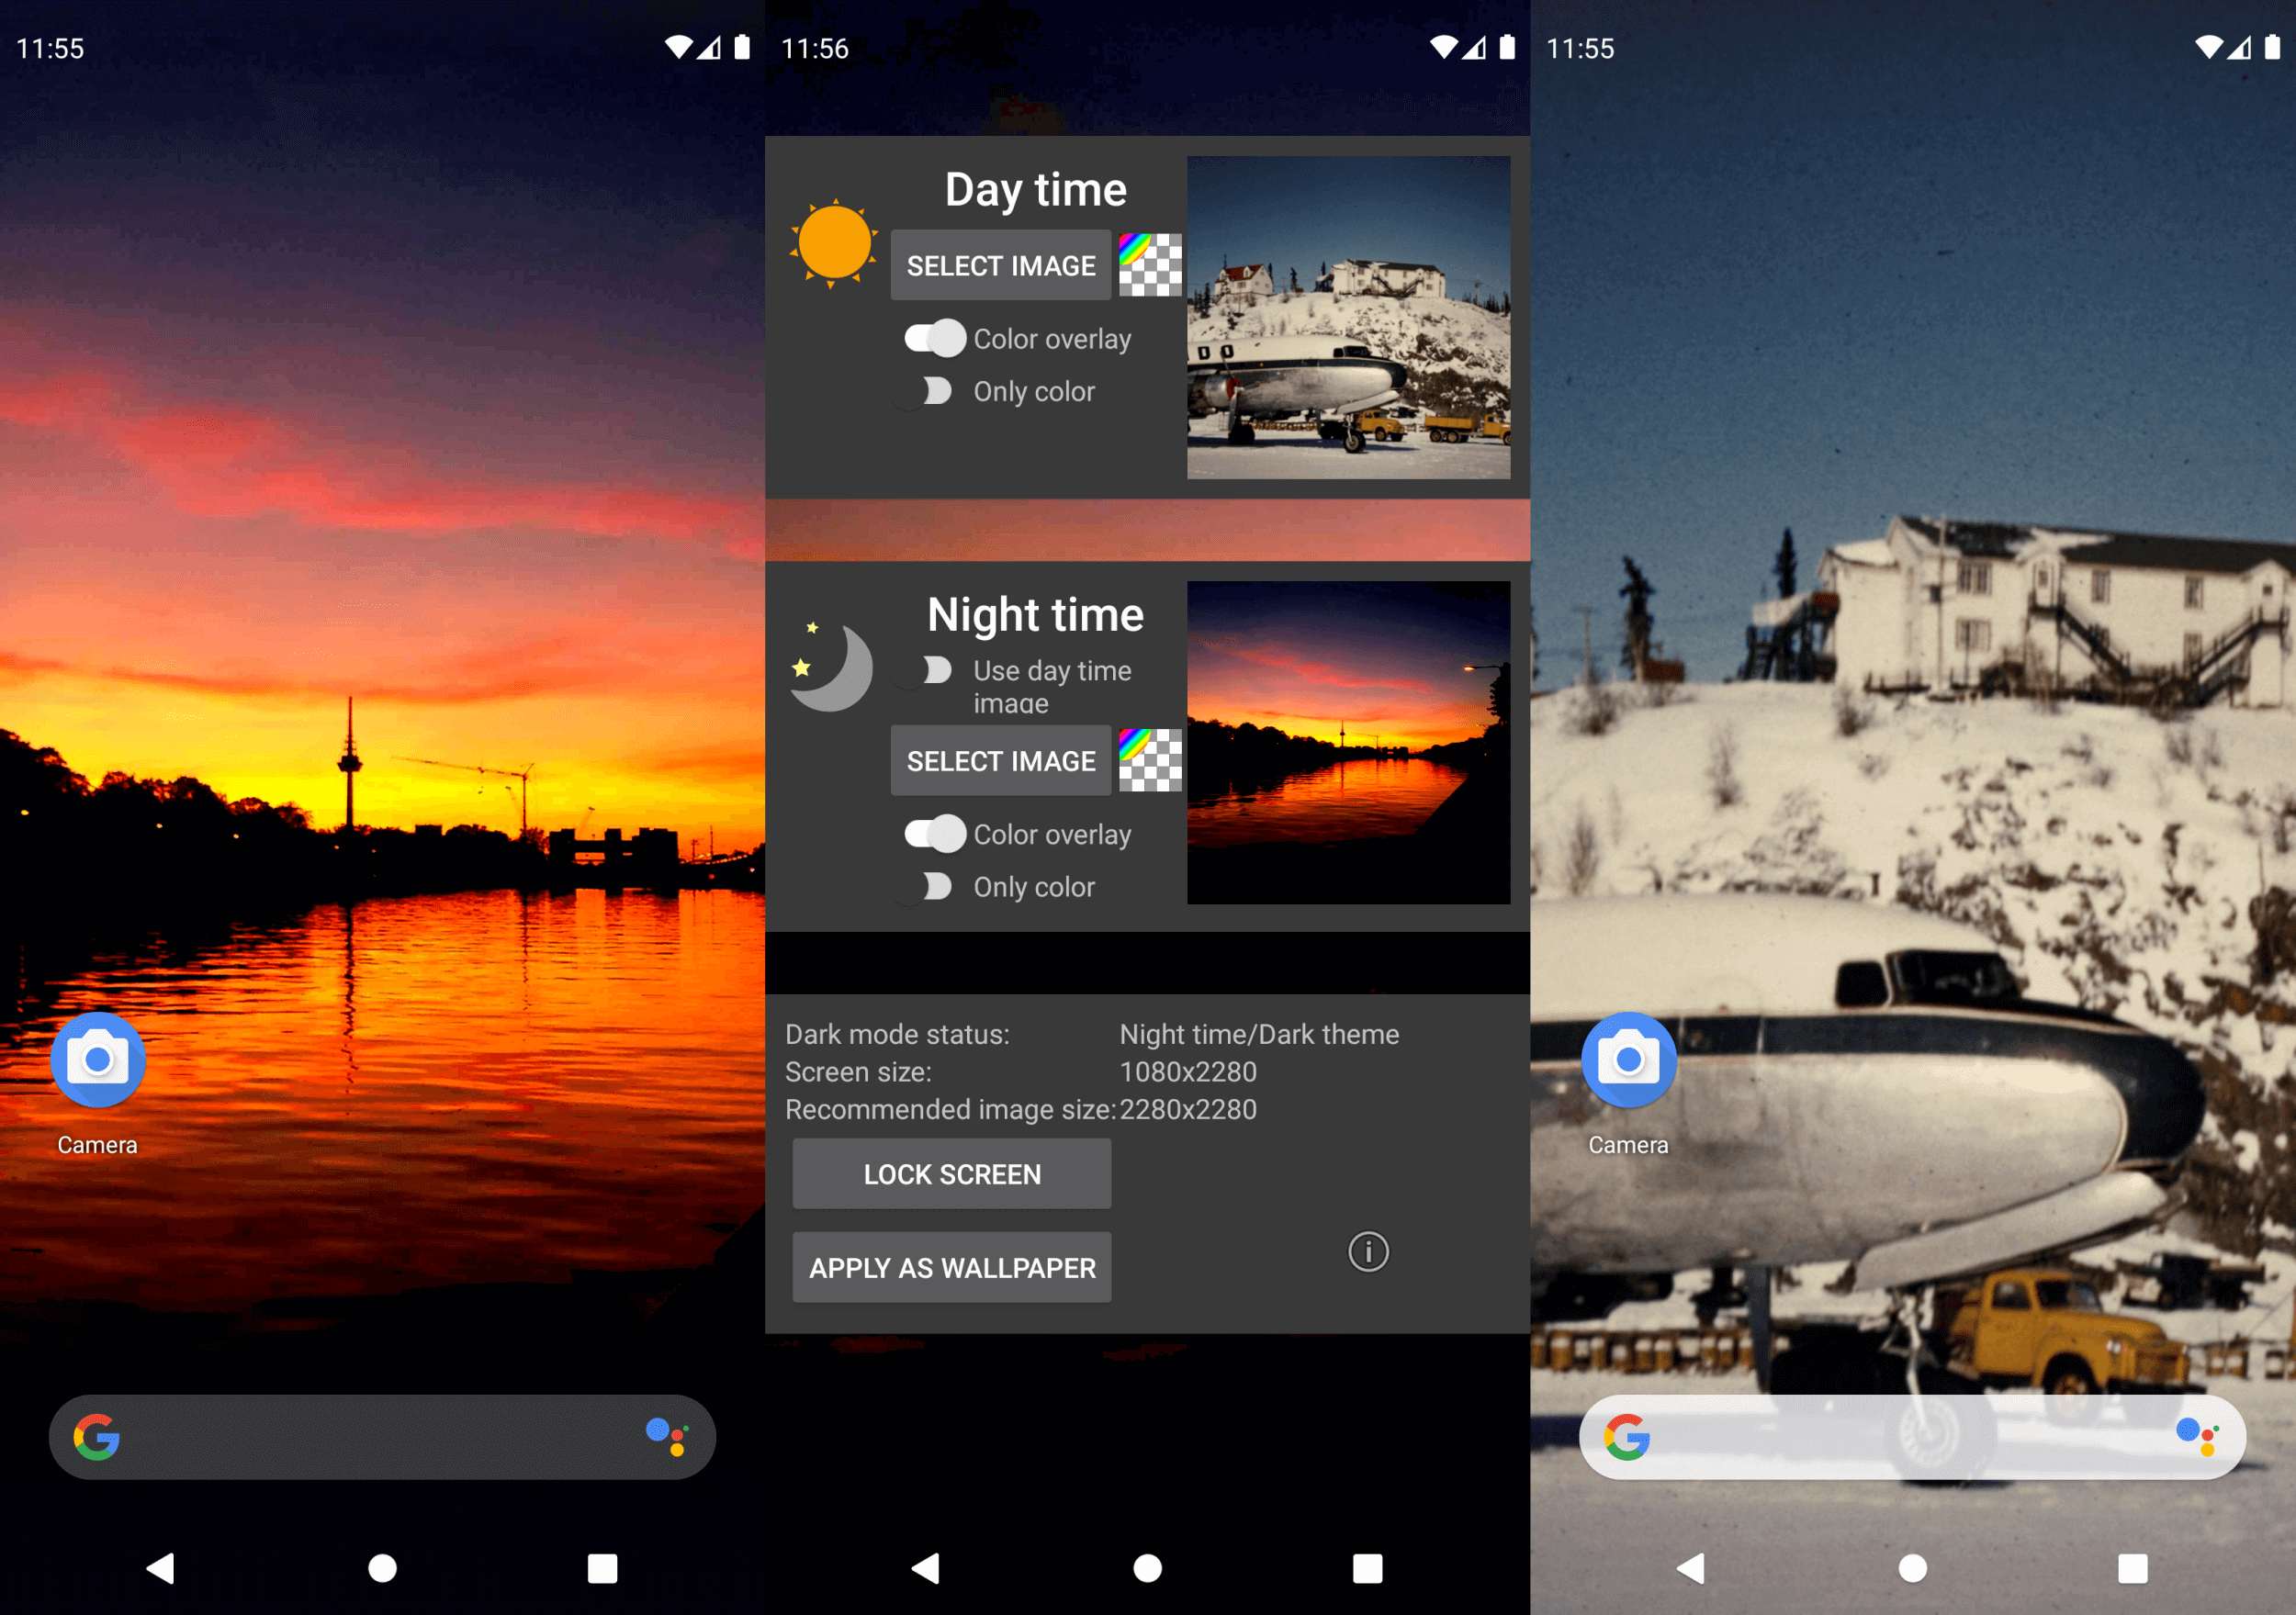 11:55
Camera
11:56
Day time
SELECT IMAGE
Color overlay
Only color
Night time
Use day time
image
SELECT IMAGE
Color overlay
Only color
Dark mode status: Night time/Dark theme
Screen size: 1080x2280
Recommended image size: 2280x2280
LOCK SCREEN
APPLY AS WALLPAPER
11:55
Camera